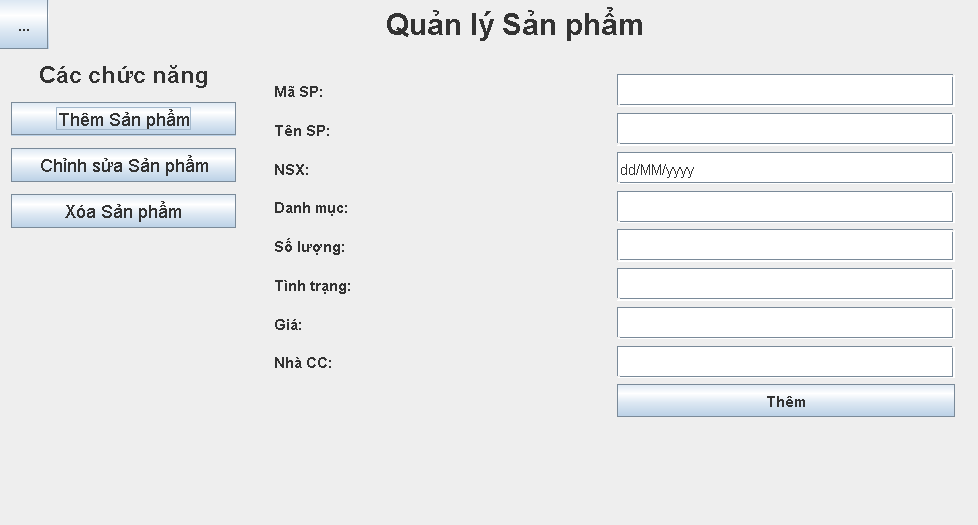 ...
Quản lý Sản phẩm
Các chức năng
Thêm Sản phẩm
Chỉnh sửa Sản phẩm
Xóa Sản phẩm
Mã SP:
Tên SP:
NSX:
dd/MM/yyyy
Danh mục:
Số lượng:
Tình trạng:
Giá:
Nhà CC:
Thêm